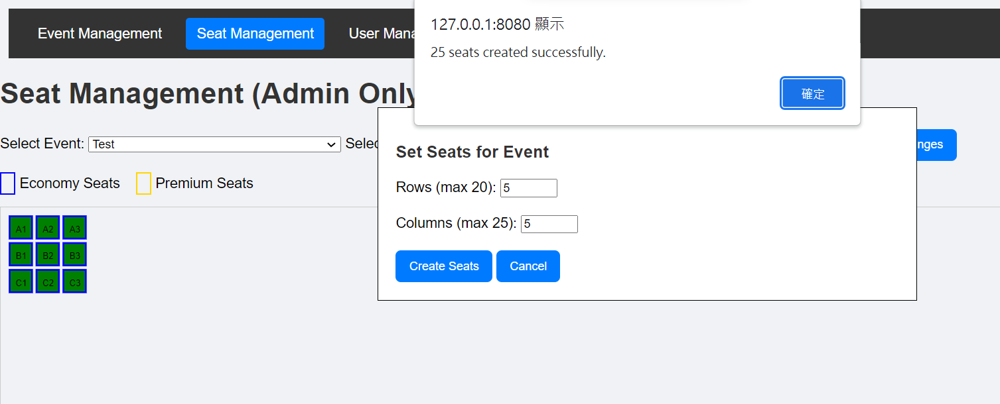 Event Management Seat Management User Mana
127.0.0.1:8080 顯示
25 seats created successfully.
確定
Seat Management (Admin Only
Select Event: Test Selec
nges
Economy Seats Premium Seats
A1 A2 A3
B1 B2 B3
C1 C2 C3
Set Seats for Event
Rows (max 20): 5
Columns (max 25): 5
Create Seats Cancel